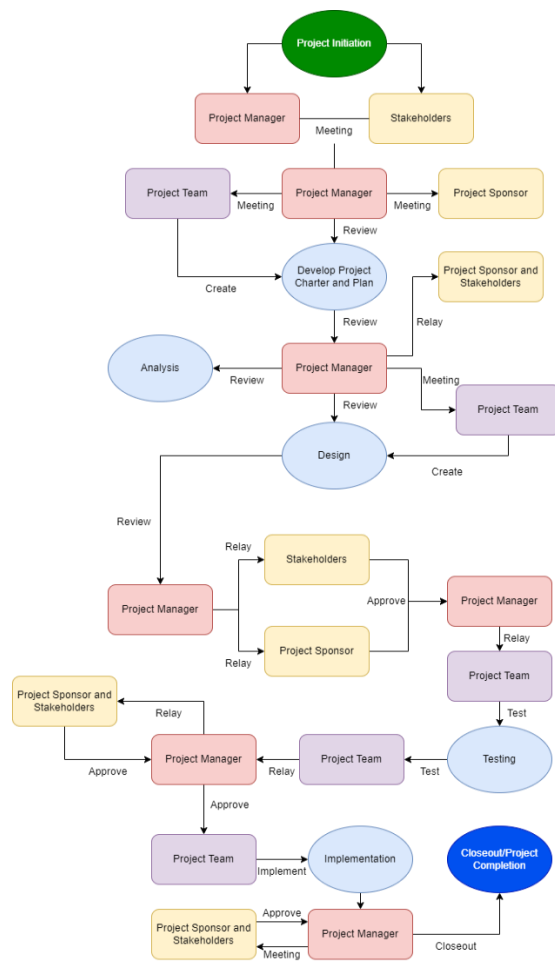 Project Initiation
Project Manager
Stakeholders
Meeting
Project Team
Meeting
Project Manager
Meeting
Project Sponsor
Review
Create
Develop Project
Charter and Plan
Project Sponsor and
Stakeholders
Review
Relay
Analysis
Review
Project Manager
Meeting
Project Team
Review
Design
Create
Review
Relay
Stakeholders
Project Manager
Approve
Project Manager
Relay
Project Sponsor
Relay
Project Team
Project Sponsor and
Stakeholders
Relay
Test
Approve
Project Manager
Relay
Project Team
Test
Testing
Approve
Project Team
Implement
Implementation
Closeout/Project
Completion
Project Sponsor and
Stakeholders
Approve
Meeting
Project Manager
Closeout